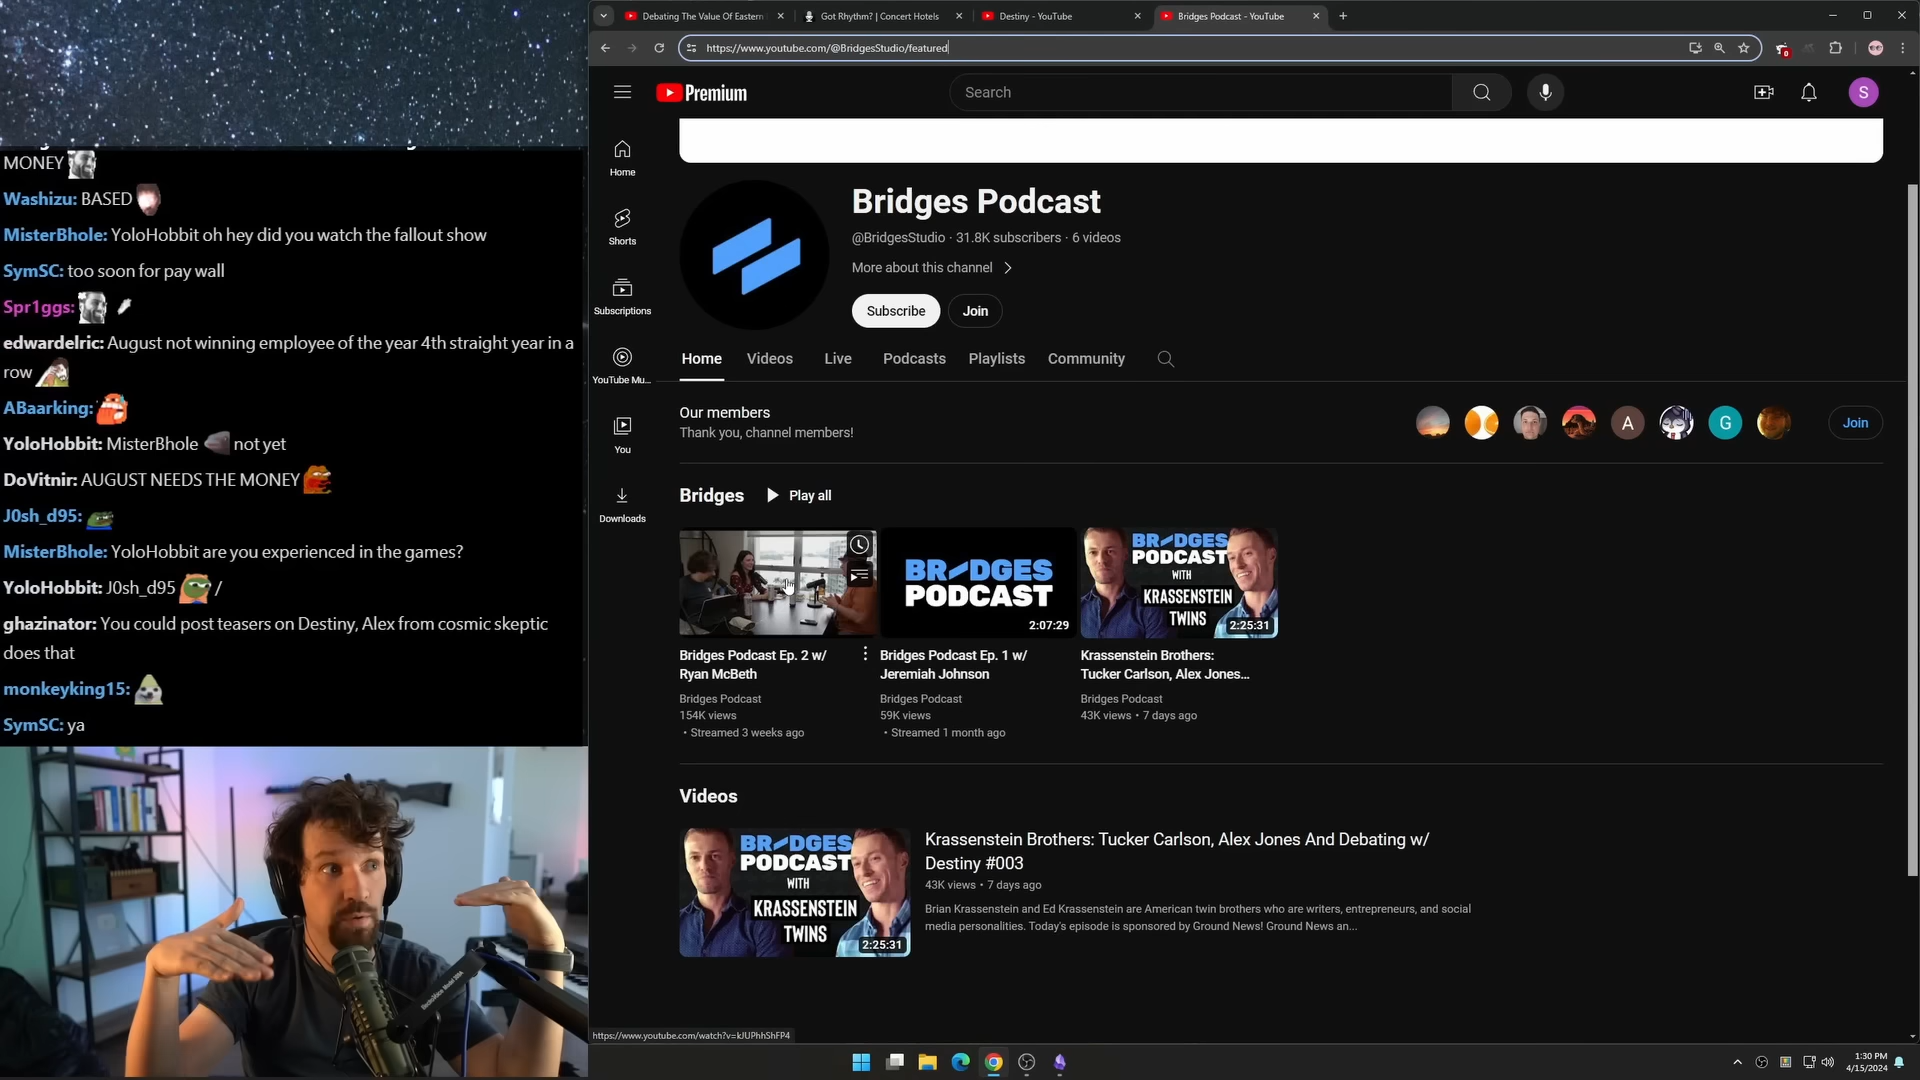 MONEY
Washizu: BASED
MisterBhole: YoloHobbit oh hey did you watch the fallout show
SymSC: too soon for pay wall
Spr1ggs:
edwardelric: August not winning employee of the year 4th straight year in a
row
ABaarking:
YoloHobbit: MisterBhole not yet
DoVitnir: AUGUST NEEDS THE MONEY
J0sh_d95:
MisterBhole: YoloHobbit are you experienced in the games?
YoloHobbit: J0sh_d95 /
ghazinator: You could post teasers on Destiny, Alex from cosmic skeptic
does that
monkeyking15:
SymSC: ya
Debating The Value Of Eastern
Got Rhythm? | Concert Hotels
Destiny - YouTube
Bridges Podcast - YouTube
https://www.youtube.com/@BridgesStudio/featured
0
Premium
Search
S
Home
Shorts
Subscriptions
YouTube Mu...
You
Downloads
Bridges Podcast
@BridgesStudio · 31.8K subscribers · 6 videos
More about this channel
Subscribe
Join
Home
Videos
Live
Podcasts
Playlists
Community
Our members
Thank you, channel members!
A
G
Join
Bridges
Play all
BRIDGES
PODCAST
2:07:29
BRIDGES
PODCAST
WITH
KRASSENSTEIN
TWINS
2:25:31
Bridges Podcast Ep. 2 w/
Ryan McBeth
Bridges Podcast
154K views
• Streamed 3 weeks ago
Bridges Podcast Ep. 1 w/
Jeremiah Johnson
Bridges Podcast
59K views
• Streamed 1 month ago
Krassenstein Brothers:
Tucker Carlson, Alex Jones...
Bridges Podcast
43K views • 7 days ago
Videos
BRIDGES
PODCAST
WITH
KRASSENSTEIN
TWINS
2:25:31
Krassenstein Brothers: Tucker Carlson, Alex Jones And Debating w/
Destiny #003
43K views • 7 days ago
Brian Krassenstein and Ed Krassenstein are American twin brothers who are writers, entrepreneurs, and social
media personalities. Today's episode is sponsored by Ground News! Ground News an...
https://www.youtube.com/watch?v=kJUPhhShFP4
1:30 PM
4/15/2024